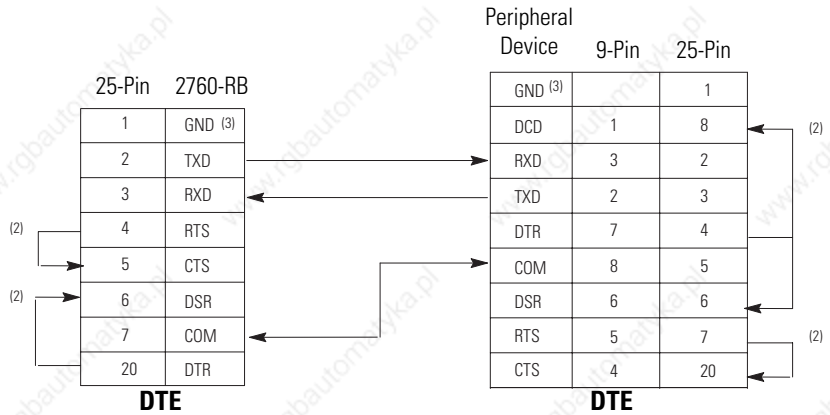 Peripheral
Device 9-Pin 25-Pin
25-Pin 2760-RB
GND (3) 1
1 GND (3)
DCD 1 8 (2)
2 TXD
RXD 3 2
3 RXD
TXD 2 3
(2) 4 RTS
DTR 7 4
5 CTS
COM 8 5
(2) 6 DSR
DSR 6 6
7 COM
RTS 5 7 (2)
20 DTR
CTS 4 20
DTE
DTE
www.rgbautomatyka.pl